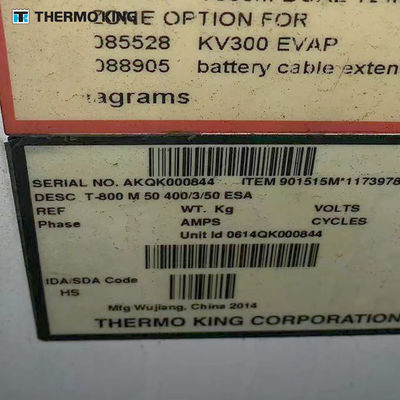 THERMO KING
OPTION FOR
085528 KV300 EVAP
088905 battery cable exten
agrams
SERIAL NO. AKQK000844 ITEM 901515M*1173978
DESC T-800 M 50 400/3/50 ESA
REF WT. Kg VOLTS
Phase AMPS CYCLES
Unit Id 0614QK000844
IDA/SDA Code
HS
Mfg Wujiang, China 2014
THERMO KING CORPORATION